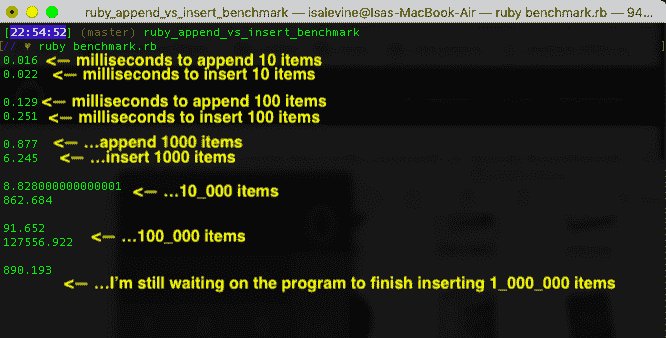 ruby_append_vs_insert_benchmark — isalevine@Isas-MacBook-Air — ruby benchmark.rb — 94...
[22:54:52] (master) ruby_append_vs_insert_benchmark
// ♥ ruby benchmark.rb
0.016 <— milliseconds to append 10 items
0.022 <— milliseconds to insert 10 items
0.129 <— milliseconds to append 100 items
0.251 <— milliseconds to insert 100 items
0.877 <— ...append 1000 items
6.245 <— ...insert 1000 items
8.828000000000001
862.684
<— ...10_000 items
91.652
127556.922
<— ...100_000 items
890.193
<— ...I'm still waiting on the program to finish inserting 1_000_000 items